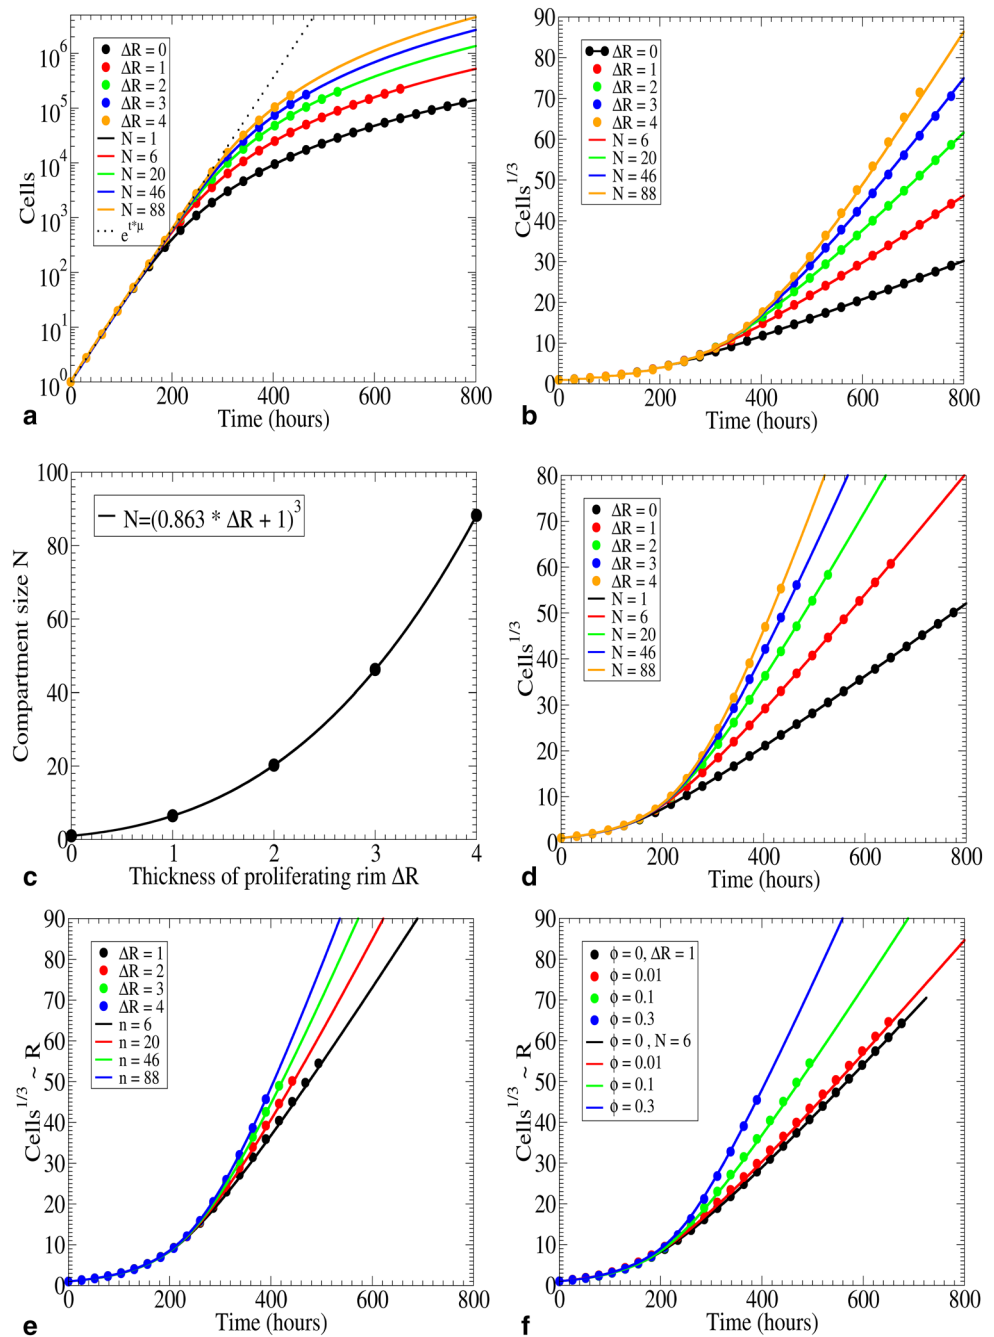 10^6
10^5
10^4
10^3
10^2
10^1
10^0
Cells
ΔR = 0
ΔR = 1
ΔR = 2
ΔR = 3
ΔR = 4
N = 1
N = 6
N = 20
N = 46
N = 88
e^t*μ
0 200 400 600 800
Time (hours)
a
90
80
70
60
50
40
30
20
10
0
Cells^1/3
ΔR = 0
ΔR = 1
ΔR = 2
ΔR = 3
ΔR = 4
N = 6
N = 20
N = 46
N = 88
0 200 400 600 800
Time (hours)
b
100
80
60
40
20
0
Compartment size N
N=(0.863 * ΔR + 1)^3
0 1 2 3 4
Thickness of proliferating rim ΔR
c
80
70
60
50
40
30
20
10
0
Cells^1/3
ΔR = 0
ΔR = 1
ΔR = 2
ΔR = 3
ΔR = 4
N = 1
N = 6
N = 20
N = 46
N = 88
0 200 400 600 800
Time (hours)
d
90
80
70
60
50
40
30
20
10
0
Cells^1/3 ~ R
ΔR = 1
ΔR = 2
ΔR = 3
ΔR = 4
n = 6
n = 20
n = 46
n = 88
0 200 400 600 800
Time (hours)
e
90
80
70
60
50
40
30
20
10
0
Cells^1/3 ~ R
ϕ = 0, ΔR = 1
ϕ = 0.01
ϕ = 0.1
ϕ = 0.3
ϕ = 0 , N = 6
ϕ = 0.01
ϕ = 0.1
ϕ = 0.3
0 200 400 600 800
Time (hours)
f